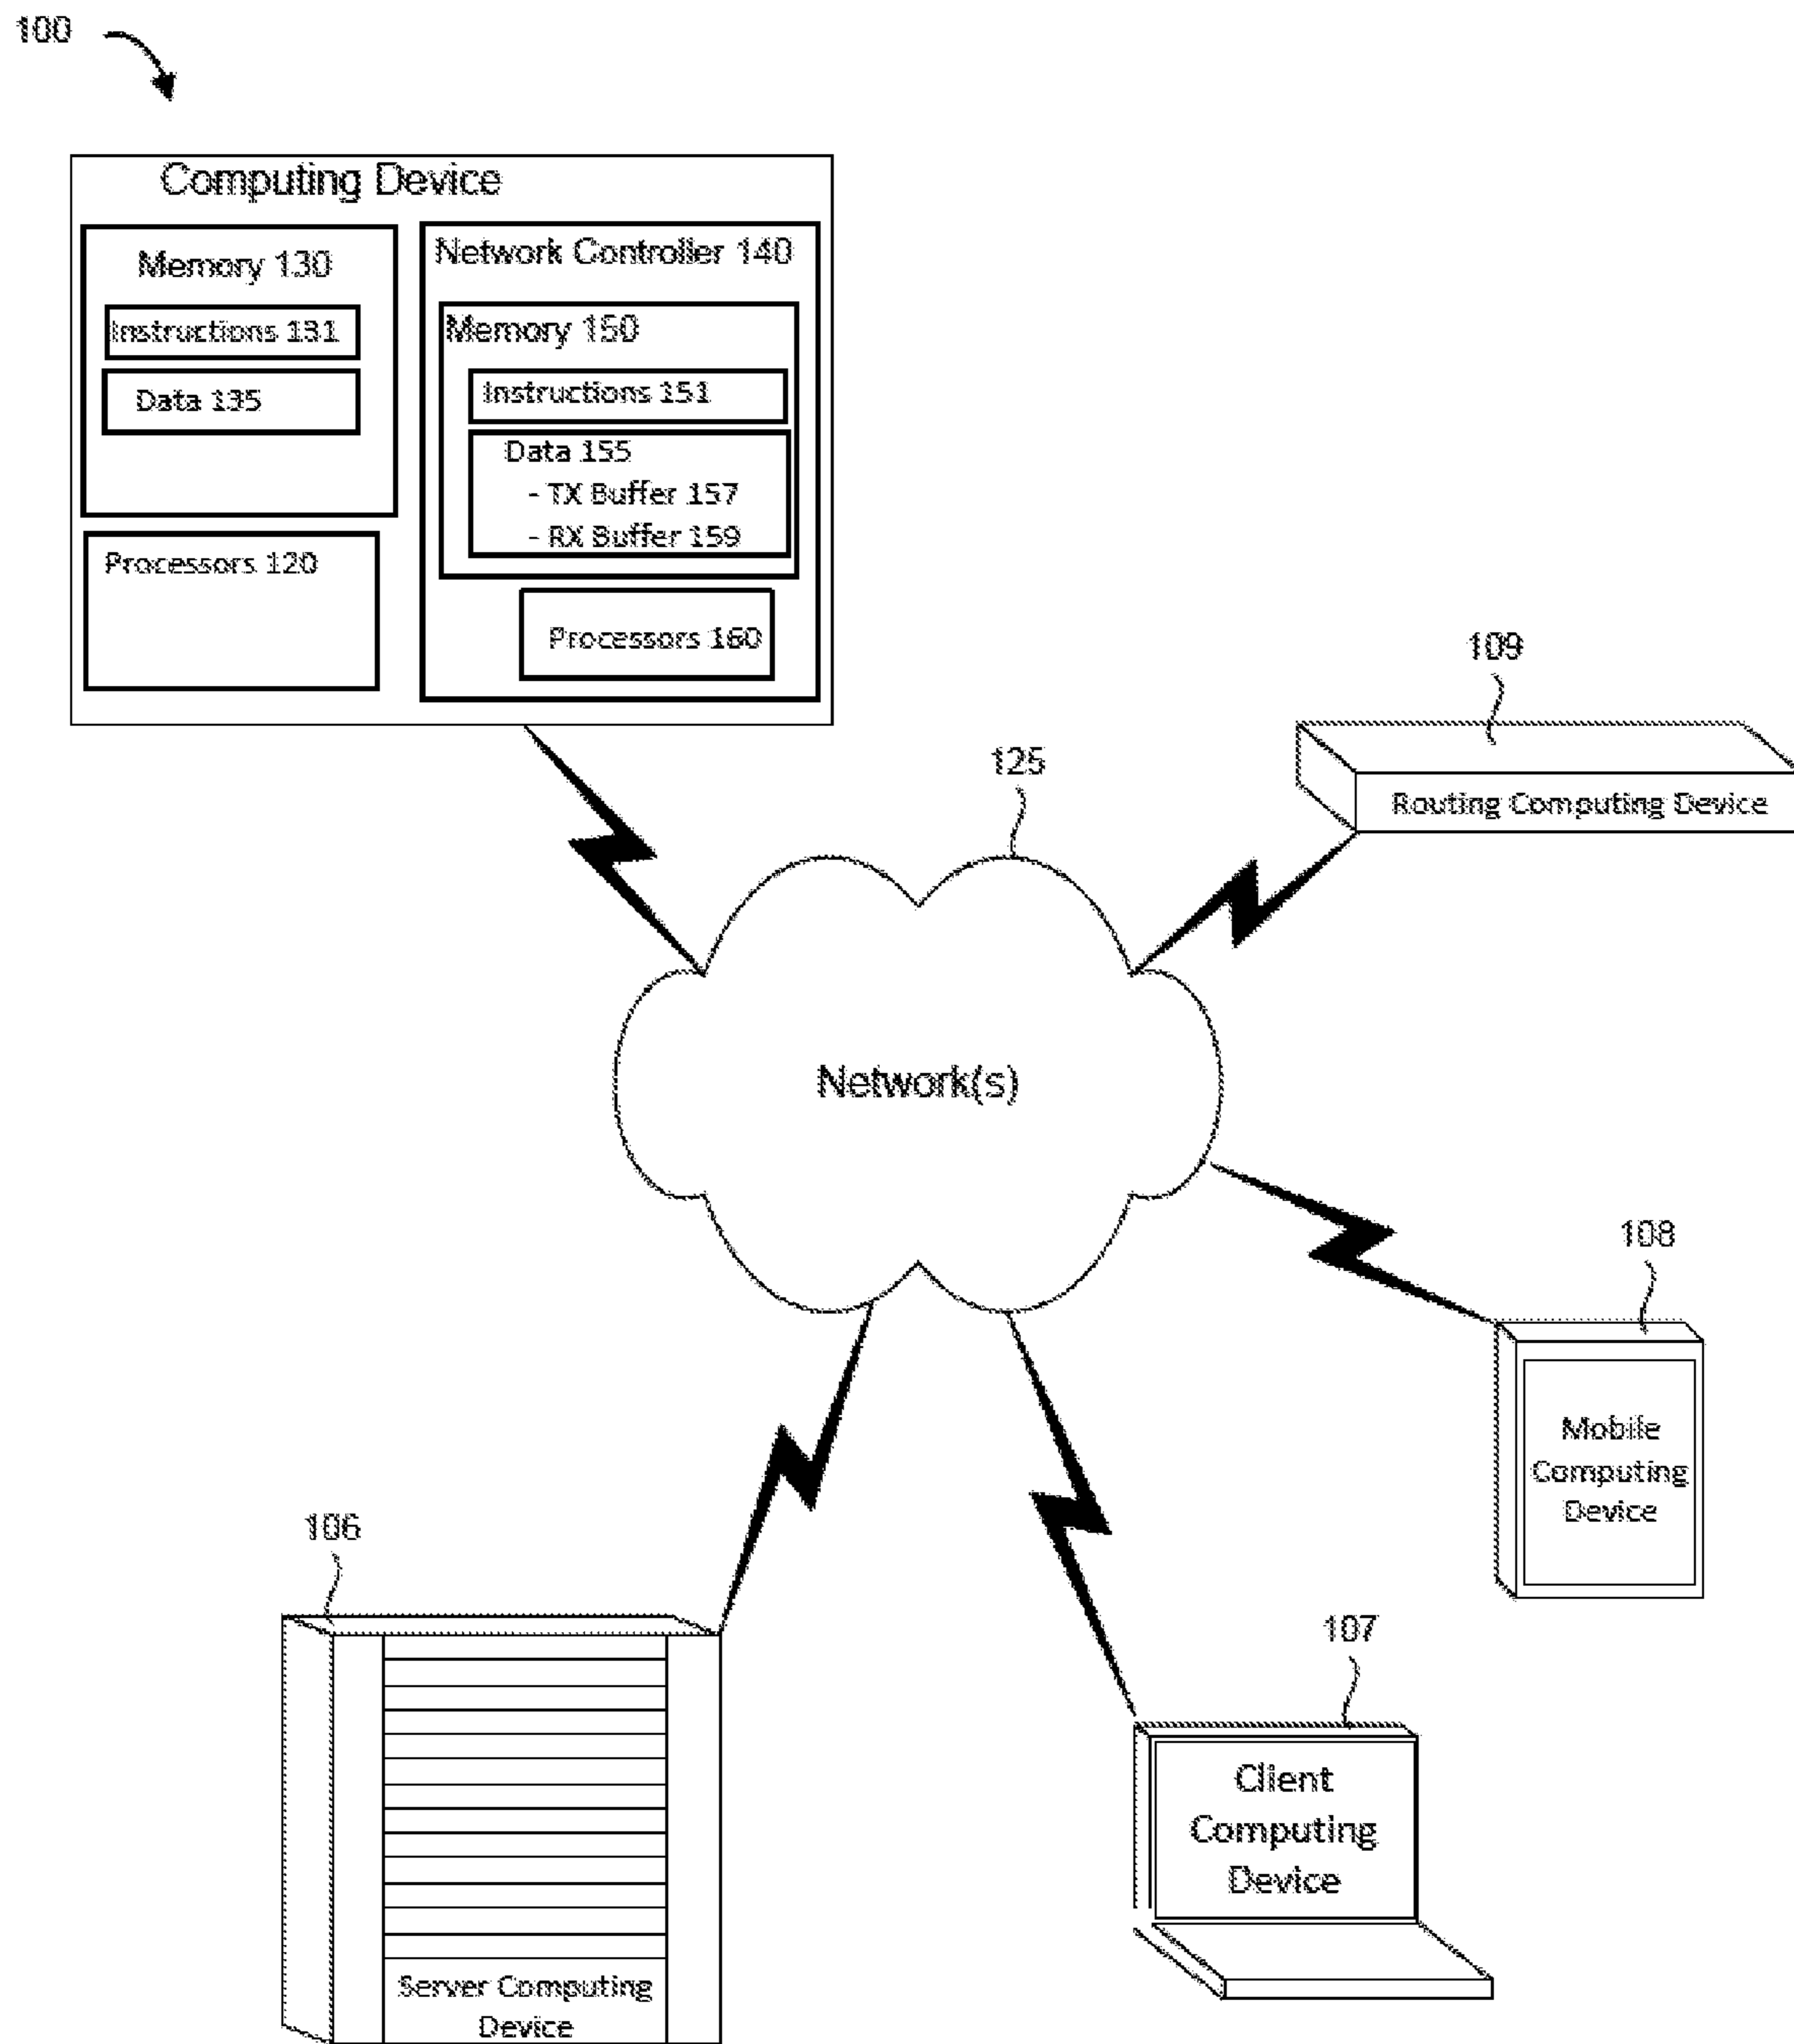 100
Computing Device
Memory 130
Instructions 131
Data 135
Processors 120
Network Controller 140
Memory 150
Instructions 151
Data 155
- TX Buffer 157
- RX Buffer 159
Processors 160
109
Routing Computing Device
125
Network(s)
108
Mobile
Computing
Device
106
Server Computing
Device
107
Client
Computing
Device